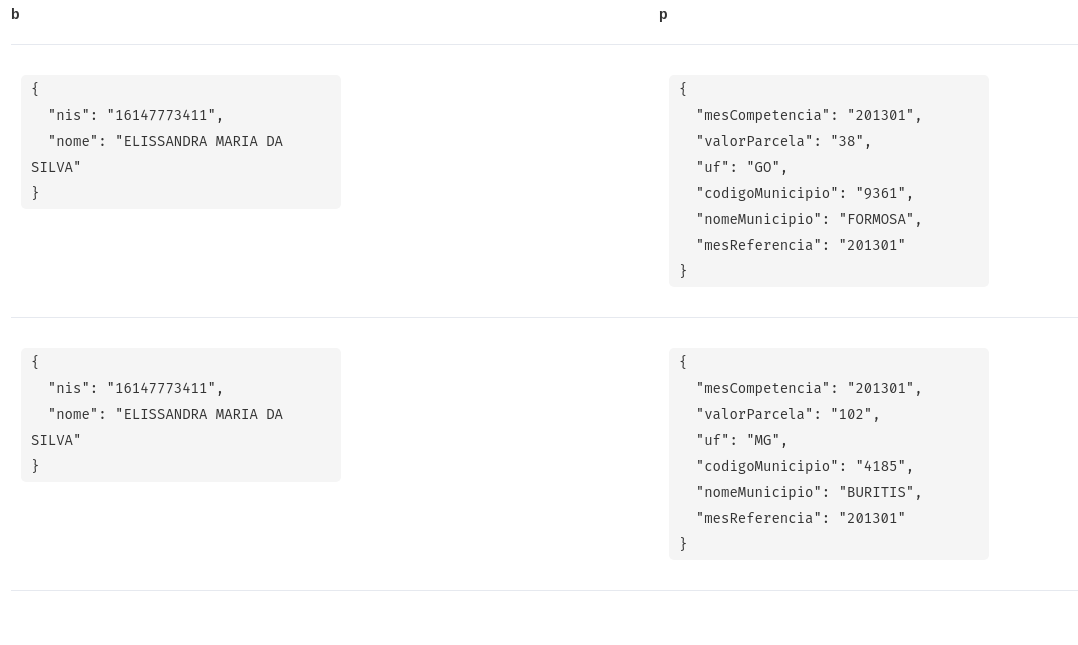 b p
{
"nis": "16147773411",
"nome": "ELISSANDRA MARIA DA
SILVA"
}
{
"mesCompetencia": "201301",
"valorParcela": "38",
"uf": "GO",
"codigoMunicipio": "9361",
"nomeMunicipio": "FORMOSA",
"mesReferencia": "201301"
}
{
"nis": "16147773411",
"nome": "ELISSANDRA MARIA DA
SILVA"
}
{
"mesCompetencia": "201301",
"valorParcela": "102",
"uf": "MG",
"codigoMunicipio": "4185",
"nomeMunicipio": "BURITIS",
"mesReferencia": "201301"
}